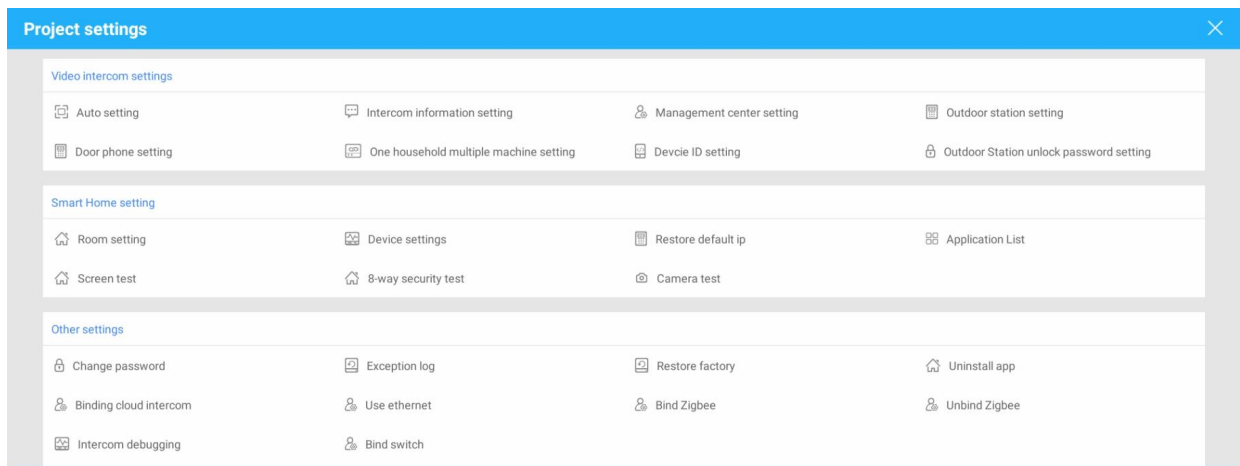 Project settings
Video intercom settings
Auto setting
Intercom information setting
Management center setting
Outdoor station setting
Door phone setting
One household multiple machine setting
Devcie ID setting
Outdoor Station unlock password setting
Smart Home setting
Room setting
Device settings
Restore default ip
Application List
Screen test
8-way security test
Camera test
Other settings
Change password
Exception log
Restore factory
Uninstall app
Binding cloud intercom
Use ethernet
Bind Zigbee
Unbind Zigbee
Intercom debugging
Bind switch